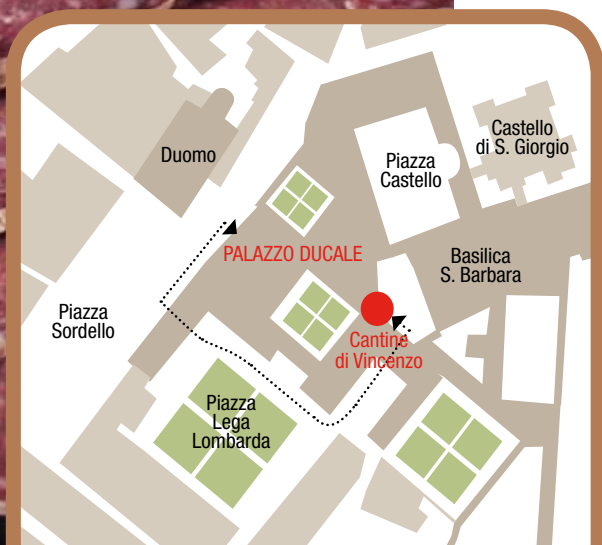 Duomo
Castello
di S. Giorgio
Piazza
Castello
PALAZZO DUCALE
Basilica
S. Barbara
Piazza
Sordello
Cantine
di Vincenzo
Piazza
Lega
Lombarda